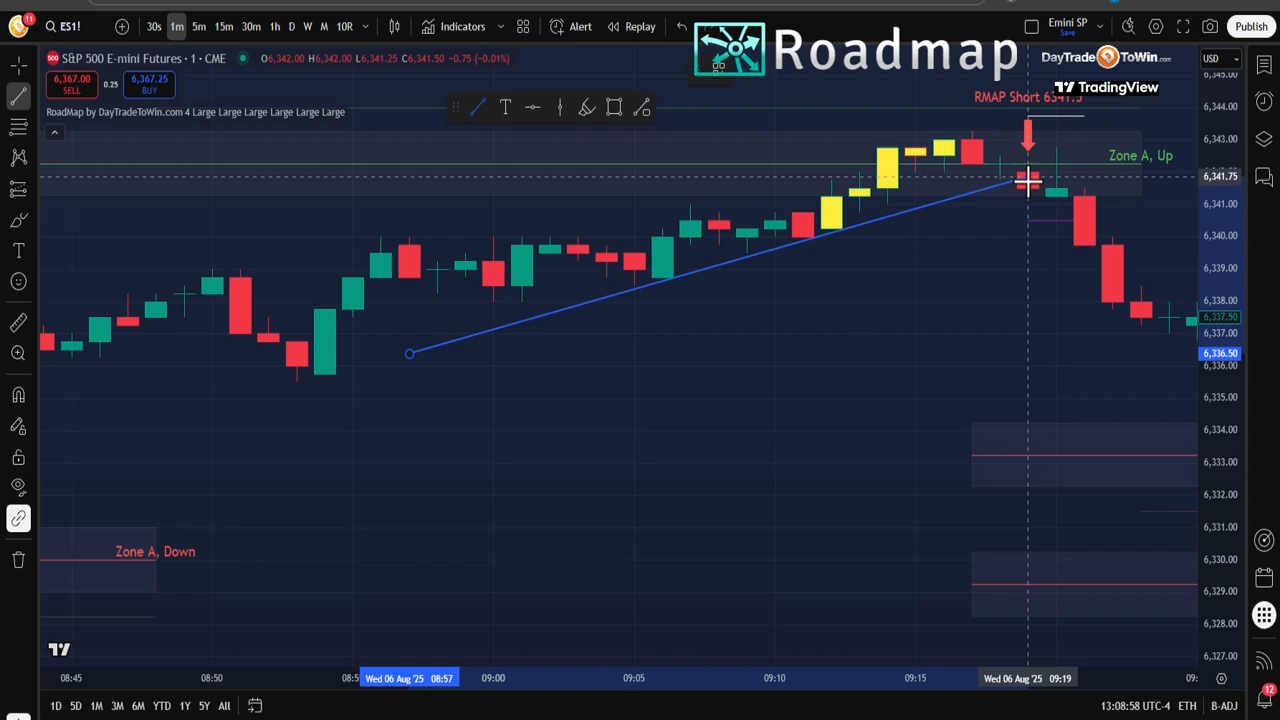 11
ES1!
30s 1m 5m 15m 30m 1h D W M 10R
Indicators
Alert
Replay
Roadmap
Emini SP
Save
Publish
500 S&P 500 E-mini Futures · 1 · CME
O6,342.00 H6,342.00 L6,341.25 C6,341.50 −0.75 (−0.01%)
DayTradeToWin.com
USD
6,367.00
SELL
0.25
6,367.25
BUY
TradingView
RMAP Short 6341.5
RoadMap by DayTradeToWin.com 4 Large Large Large Large Large
Zone A, Up
Zone A, Down
6,345.00
6,344.00
6,343.00
6,341.75
6,341.00
6,340.00
6,339.00
6,338.00
6,337.50
6,337.00
6,336.50
6,336.00
6,335.00
6,334.00
6,333.00
6,332.00
6,331.00
6,330.00
6,329.00
6,328.00
6,327.00
08:45 08:50 08:5 Wed 06 Aug '25 08:57 09:00 09:05 09:10 09:15 Wed 06 Aug '25 09:19 09:
1D 5D 1M 3M 6M YTD 1Y 5Y All
13:08:58 UTC-4 ETH B-ADJ
12